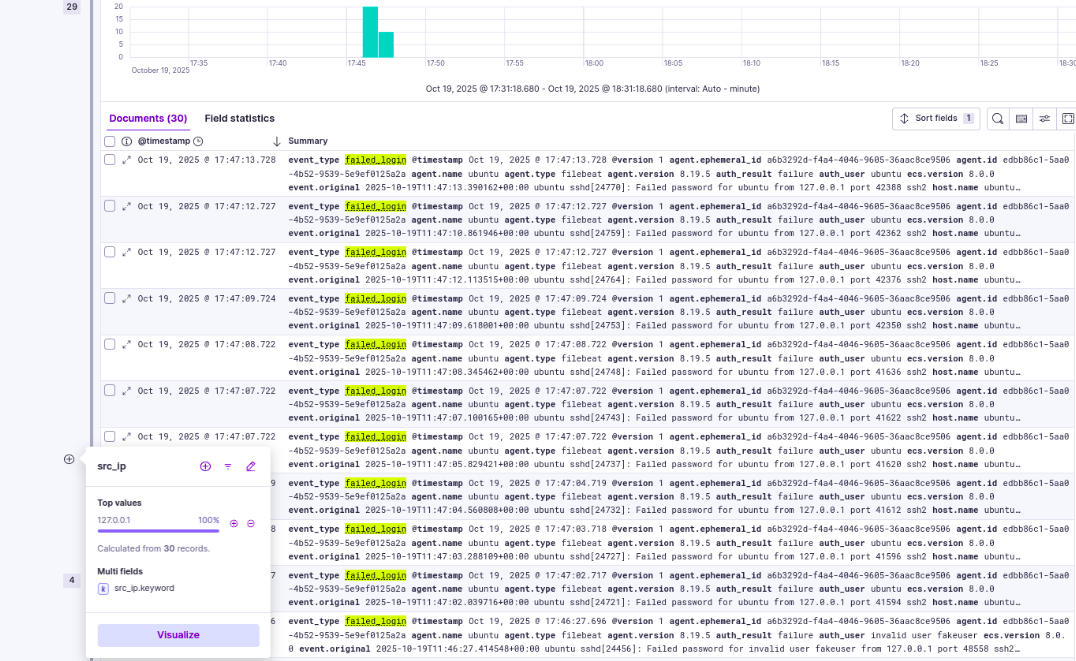 29
20
15
10
5
0
17:35 17:40 17:45 17:50 17:55 18:00 18:05 18:10 18:15 18:20 18:25 18:30
October 19, 2025
Oct 19, 2025 @ 17:31:18.680 - Oct 19, 2025 @ 18:31:18.680 (interval: Auto - minute)
Documents (30) Field statistics Sort fields 1
@timestamp Summary
Oct 19, 2025 @ 17:47:13.728 event_type failed_login @timestamp Oct 19, 2025 @ 17:47:13.728 @version 1 agent.ephemeral_id a6b3292d-f4a4-4046-9605-36aac8ce9506 agent.id edbb86c1-5aa0
-4b52-9539-5e9ef0125a2a agent.name ubuntu agent.type filebeat agent.version 8.19.5 auth_result failure auth_user ubuntu ecs.version 8.0.0
event.original 2025-10-19T11:47:13.390162+00:00 ubuntu sshd[24770]: Failed password for ubuntu from 127.0.0.1 port 42388 ssh2 host.name ubuntu…
Oct 19, 2025 @ 17:47:12.727 event_type failed_login @timestamp Oct 19, 2025 @ 17:47:12.727 @version 1 agent.ephemeral_id a6b3292d-f4a4-4046-9605-36aac8ce9506 agent.id edbb86c1-5aa0
-4b52-9539-5e9ef0125a2a agent.name ubuntu agent.type filebeat agent.version 8.19.5 auth_result failure auth_user ubuntu ecs.version 8.0.0
event.original 2025-10-19T11:47:10.861946+00:00 ubuntu sshd[24759]: Failed password for ubuntu from 127.0.0.1 port 42362 ssh2 host.name ubuntu…
Oct 19, 2025 @ 17:47:12.727 event_type failed_login @timestamp Oct 19, 2025 @ 17:47:12.727 @version 1 agent.ephemeral_id a6b3292d-f4a4-4046-9605-36aac8ce9506 agent.id edbb86c1-5aa0
-4b52-9539-5e9ef0125a2a agent.name ubuntu agent.type filebeat agent.version 8.19.5 auth_result failure auth_user ubuntu ecs.version 8.0.0
event.original 2025-10-19T11:47:12.113515+00:00 ubuntu sshd[24764]: Failed password for ubuntu from 127.0.0.1 port 42376 ssh2 host.name ubuntu…
Oct 19, 2025 @ 17:47:09.724 event_type failed_login @timestamp Oct 19, 2025 @ 17:47:09.724 @version 1 agent.ephemeral_id a6b3292d-f4a4-4046-9605-36aac8ce9506 agent.id edbb86c1-5aa0
-4b52-9539-5e9ef0125a2a agent.name ubuntu agent.type filebeat agent.version 8.19.5 auth_result failure auth_user ubuntu ecs.version 8.0.0
event.original 2025-10-19T11:47:09.618001+00:00 ubuntu sshd[24753]: Failed password for ubuntu from 127.0.0.1 port 42350 ssh2 host.name ubuntu…
Oct 19, 2025 @ 17:47:08.722 event_type failed_login @timestamp Oct 19, 2025 @ 17:47:08.722 @version 1 agent.ephemeral_id a6b3292d-f4a4-4046-9605-36aac8ce9506 agent.id edbb86c1-5aa0
-4b52-9539-5e9ef0125a2a agent.name ubuntu agent.type filebeat agent.version 8.19.5 auth_result failure auth_user ubuntu ecs.version 8.0.0
event.original 2025-10-19T11:47:08.345462+00:00 ubuntu sshd[24748]: Failed password for ubuntu from 127.0.0.1 port 41636 ssh2 host.name ubuntu…
Oct 19, 2025 @ 17:47:07.722 event_type failed_login @timestamp Oct 19, 2025 @ 17:47:07.722 @version 1 agent.ephemeral_id a6b3292d-f4a4-4046-9605-36aac8ce9506 agent.id edbb86c1-5aa0
-4b52-9539-5e9ef0125a2a agent.name ubuntu agent.type filebeat agent.version 8.19.5 auth_result failure auth_user ubuntu ecs.version 8.0.0
event.original 2025-10-19T11:47:07.100165+00:00 ubuntu sshd[24743]: Failed password for ubuntu from 127.0.0.1 port 41622 ssh2 host.name ubuntu…
Oct 19, 2025 @ 17:47:07.722 event_type failed_login @timestamp Oct 19, 2025 @ 17:47:07.722 @version 1 agent.ephemeral_id a6b3292d-f4a4-4046-9605-36aac8ce9506 agent.id edbb86c1-5aa0
-4b52-9539-5e9ef0125a2a agent.name ubuntu agent.type filebeat agent.version 8.19.5 auth_result failure auth_user ubuntu ecs.version 8.0.0
event.original 2025-10-19T11:47:05.829421+00:00 ubuntu sshd[24737]: Failed password for ubuntu from 127.0.0.1 port 41620 ssh2 host.name ubuntu…
9 event_type failed_login @timestamp Oct 19, 2025 @ 17:47:04.719 @version 1 agent.ephemeral_id a6b3292d-f4a4-4046-9605-36aac8ce9506 agent.id edbb86c1-5aa0
-4b52-9539-5e9ef0125a2a agent.name ubuntu agent.type filebeat agent.version 8.19.5 auth_result failure auth_user ubuntu ecs.version 8.0.0
event.original 2025-10-19T11:47:04.560808+00:00 ubuntu sshd[24732]: Failed password for ubuntu from 127.0.0.1 port 41612 ssh2 host.name ubuntu…
8 event_type failed_login @timestamp Oct 19, 2025 @ 17:47:03.718 @version 1 agent.ephemeral_id a6b3292d-f4a4-4046-9605-36aac8ce9506 agent.id edbb86c1-5aa0
-4b52-9539-5e9ef0125a2a agent.name ubuntu agent.type filebeat agent.version 8.19.5 auth_result failure auth_user ubuntu ecs.version 8.0.0
event.original 2025-10-19T11:47:03.288109+00:00 ubuntu sshd[24727]: Failed password for ubuntu from 127.0.0.1 port 41596 ssh2 host.name ubuntu…
7 event_type failed_login @timestamp Oct 19, 2025 @ 17:47:02.717 @version 1 agent.ephemeral_id a6b3292d-f4a4-4046-9605-36aac8ce9506 agent.id edbb86c1-5aa0
-4b52-9539-5e9ef0125a2a agent.name ubuntu agent.type filebeat agent.version 8.19.5 auth_result failure auth_user ubuntu ecs.version 8.0.0
event.original 2025-10-19T11:47:02.039716+00:00 ubuntu sshd[24721]: Failed password for ubuntu from 127.0.0.1 port 41594 ssh2 host.name ubuntu…
6 event_type failed_login @timestamp Oct 19, 2025 @ 17:46:27.696 @version 1 agent.ephemeral_id a6b3292d-f4a4-4046-9605-36aac8ce9506 agent.id edbb86c1-5aa0
-4b52-9539-5e9ef0125a2a agent.name ubuntu agent.type filebeat agent.version 8.19.5 auth_result failure auth_user invalid user fakeuser ecs.version 8.0.
0 event.original 2025-10-19T11:46:27.414548+00:00 ubuntu sshd[24456]: Failed password for invalid user fakeuser from 127.0.0.1 port 48558 ssh2…
src_ip
Top values
127.0.0.1 100%
Calculated from 30 records.
Multi fields
k src_ip.keyword
Visualize
4